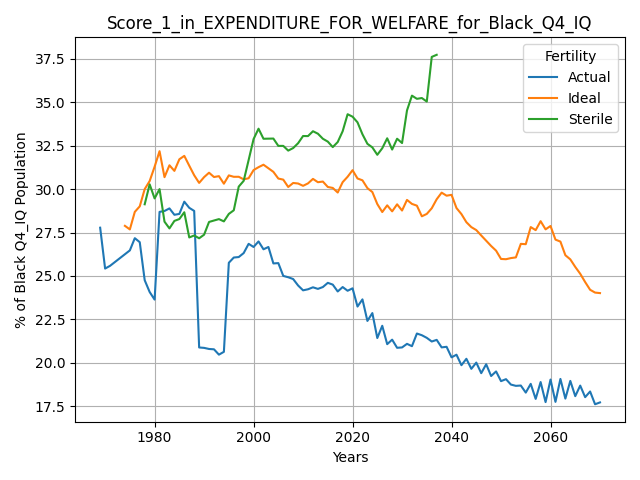 Score_1_in_EXPENDITURE_FOR_WELFARE_for_Black_Q4_IQ
Fertility
Actual
Ideal
Sterile
% of Black Q4_IQ Population
37.5
35.0
32.5
30.0
27.5
25.0
22.5
20.0
17.5
1980
2000
2020
2040
2060
Years